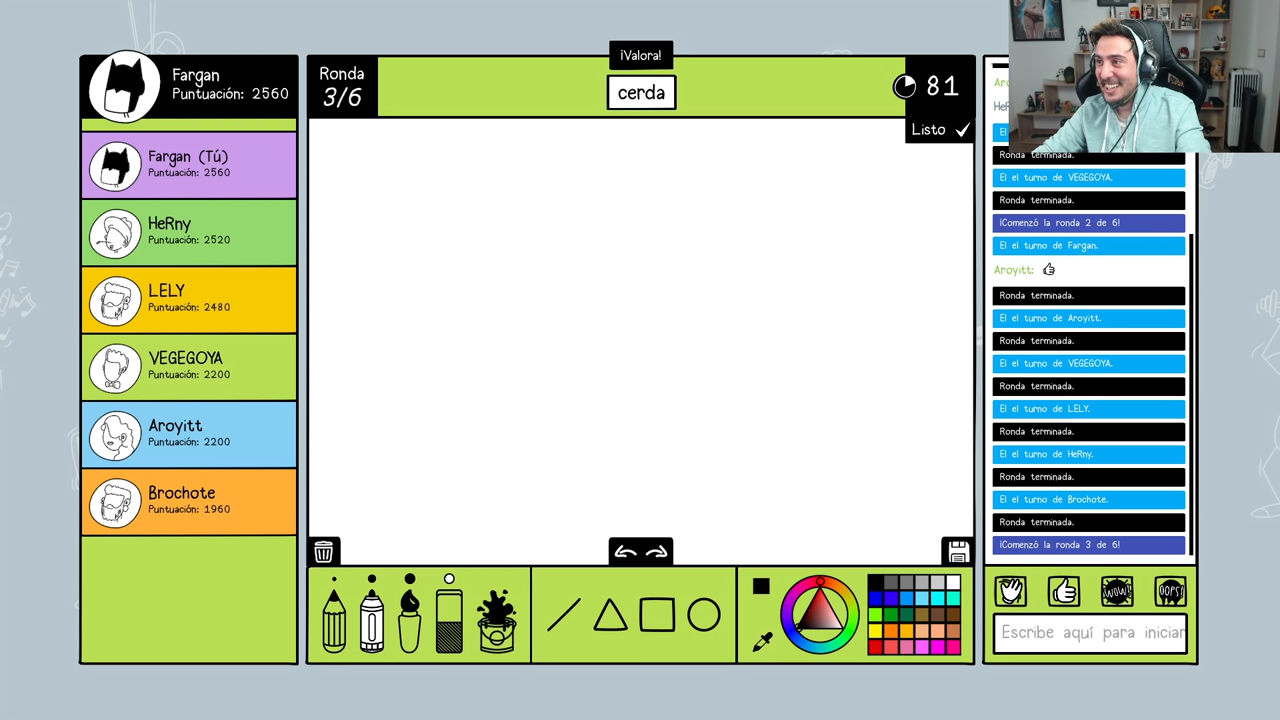 Fargan
Puntuación: 2560
Fargan (Tú)
Puntuación: 2560
HeRny
Puntuación: 2520
LELY
Puntuación: 2480
VEGEGOYA
Puntuación: 2200
Aroyitt
Puntuación: 2200
Brochote
Puntuación: 1960
Ronda
3/6
¡Valora!
cerda
81
Listo
Ronda terminada.
El el turno de VEGEGOYA.
Ronda terminada.
¡Comenzó la ronda 2 de 6!
El el turno de Fargan.
Aroyitt:
Ronda terminada.
El el turno de Aroyitt.
Ronda terminada.
El el turno de VEGEGOYA.
Ronda terminada.
El el turno de LELY.
Ronda terminada.
El el turno de HeRny.
Ronda terminada.
El el turno de Brochote.
Ronda terminada.
¡Comenzó la ronda 3 de 6!
WOW!
OOPS!
Escribe aquí para iniciar